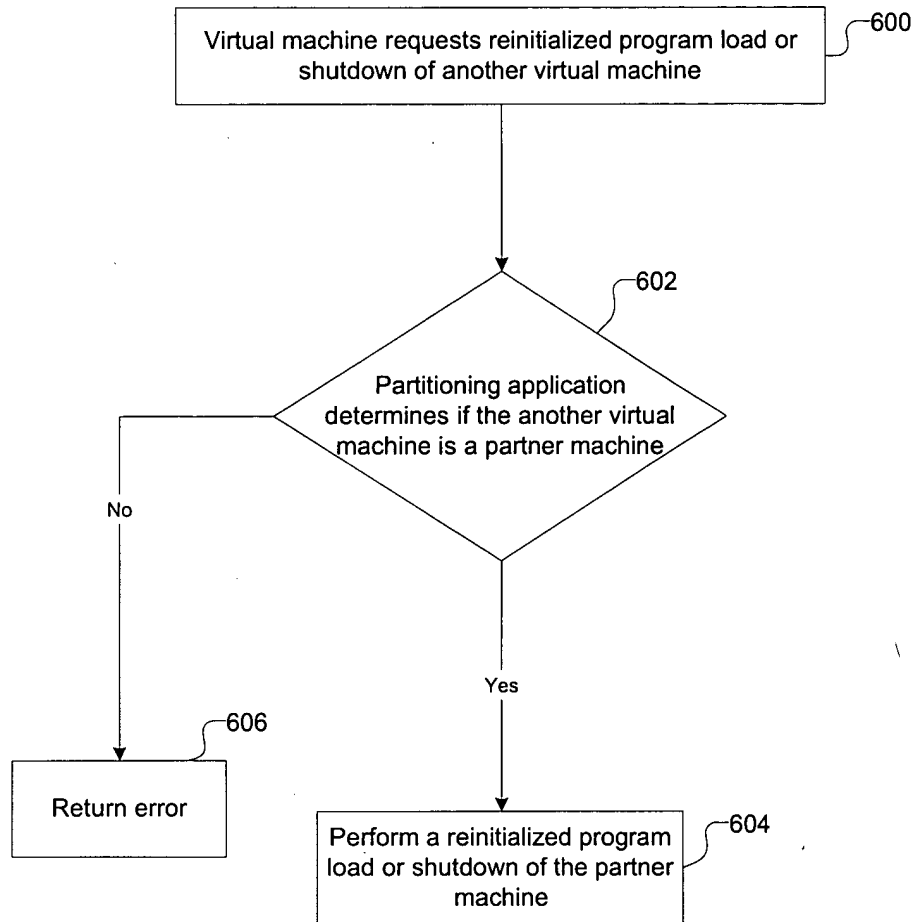 Virtual machine requests reinitialized program load or
shutdown of another virtual machine
600
602
Partitioning application
determines if the another virtual
machine is a partner machine
No
Yes
606
Return error
604
Perform a reinitialized program
load or shutdown of the partner
machine